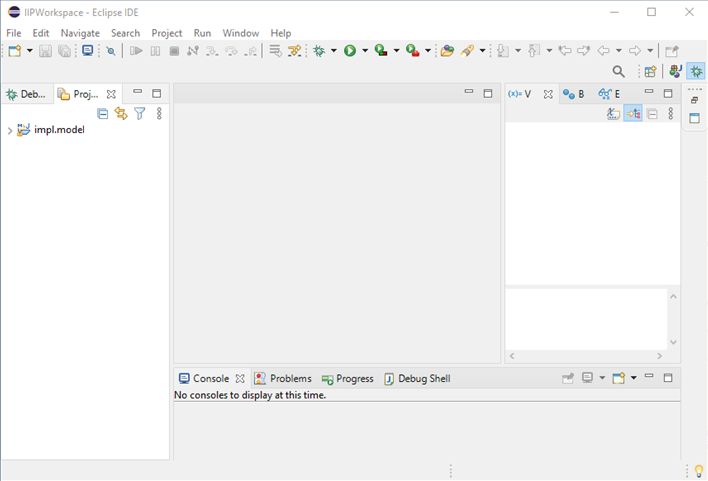 IIPWorkspace - Eclipse IDE
File Edit Navigate Search Project Run Window Help
Deb... Proj... (x)= V B E
impl.model
Console Problems Progress Debug Shell
No consoles to display at this time.